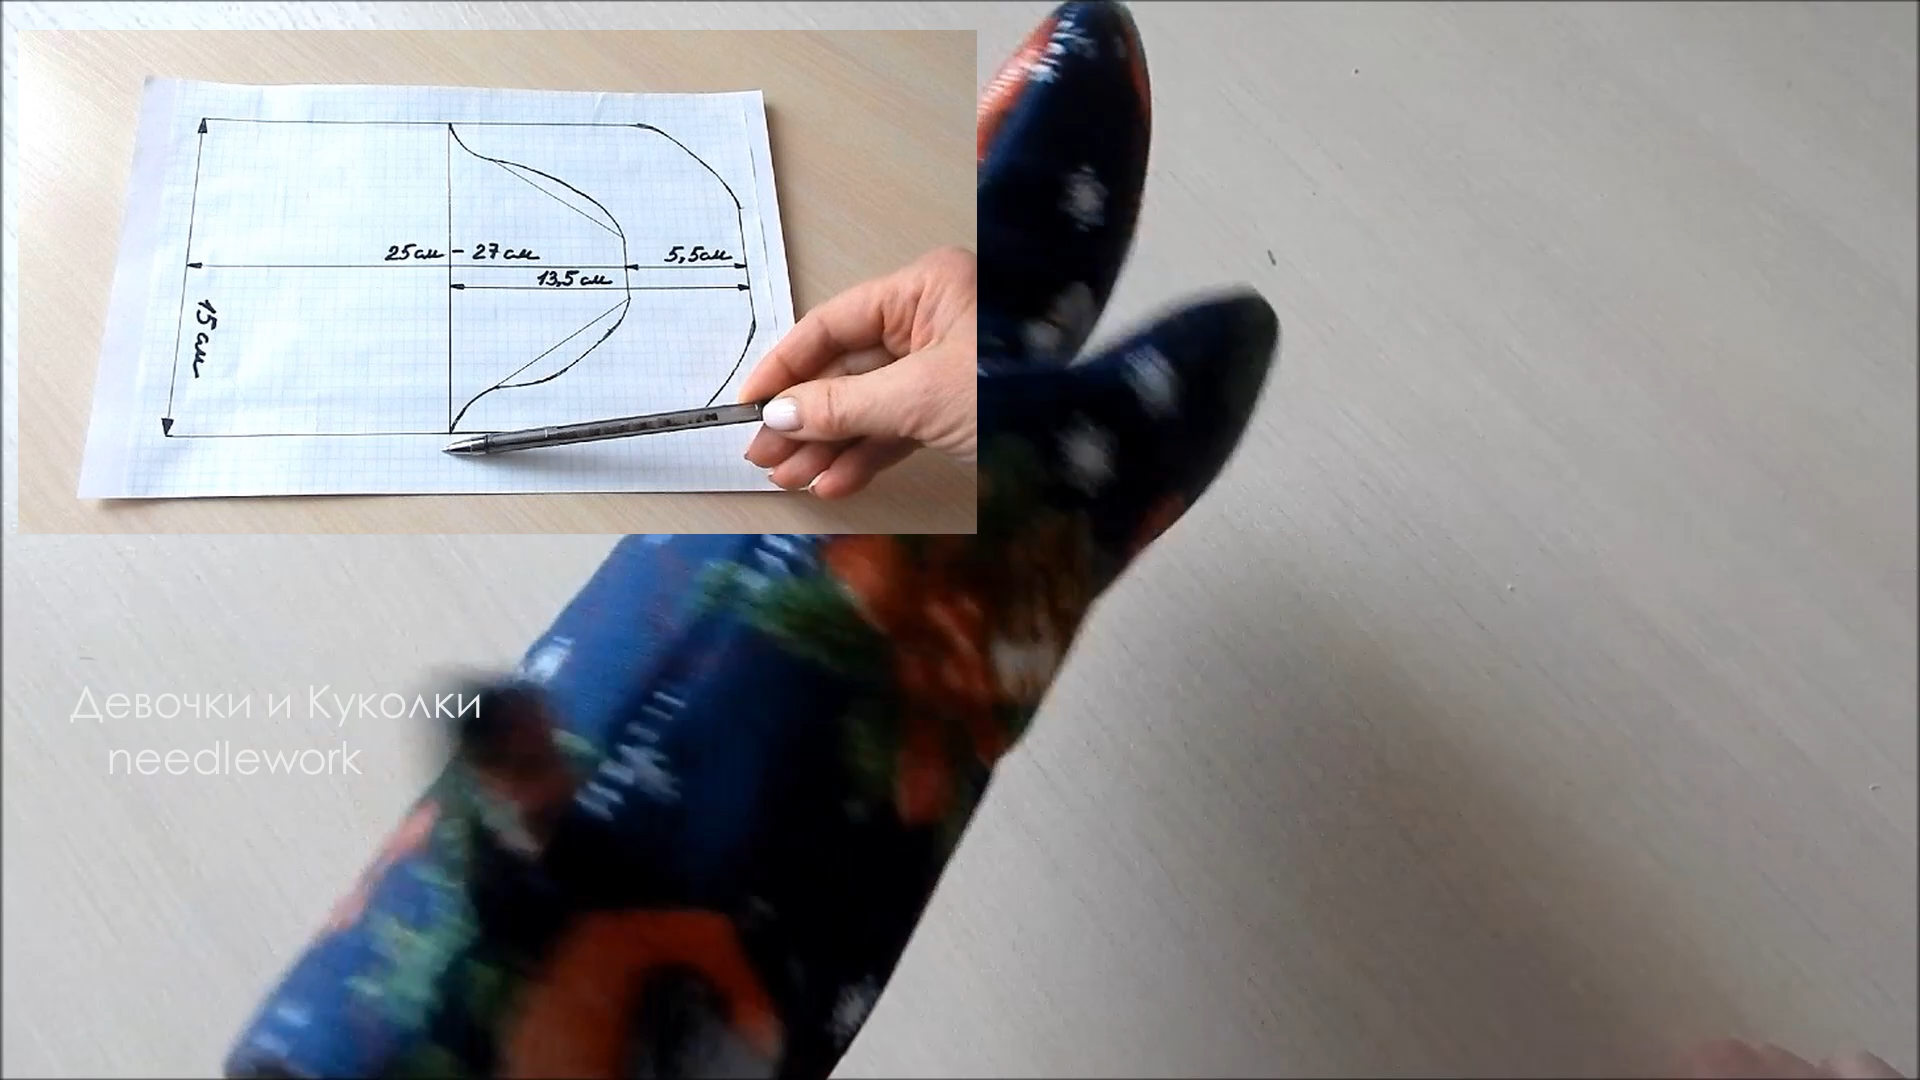 25см - 27см
5,5см
13,5см
15см
Девочки и Куколки
needlework